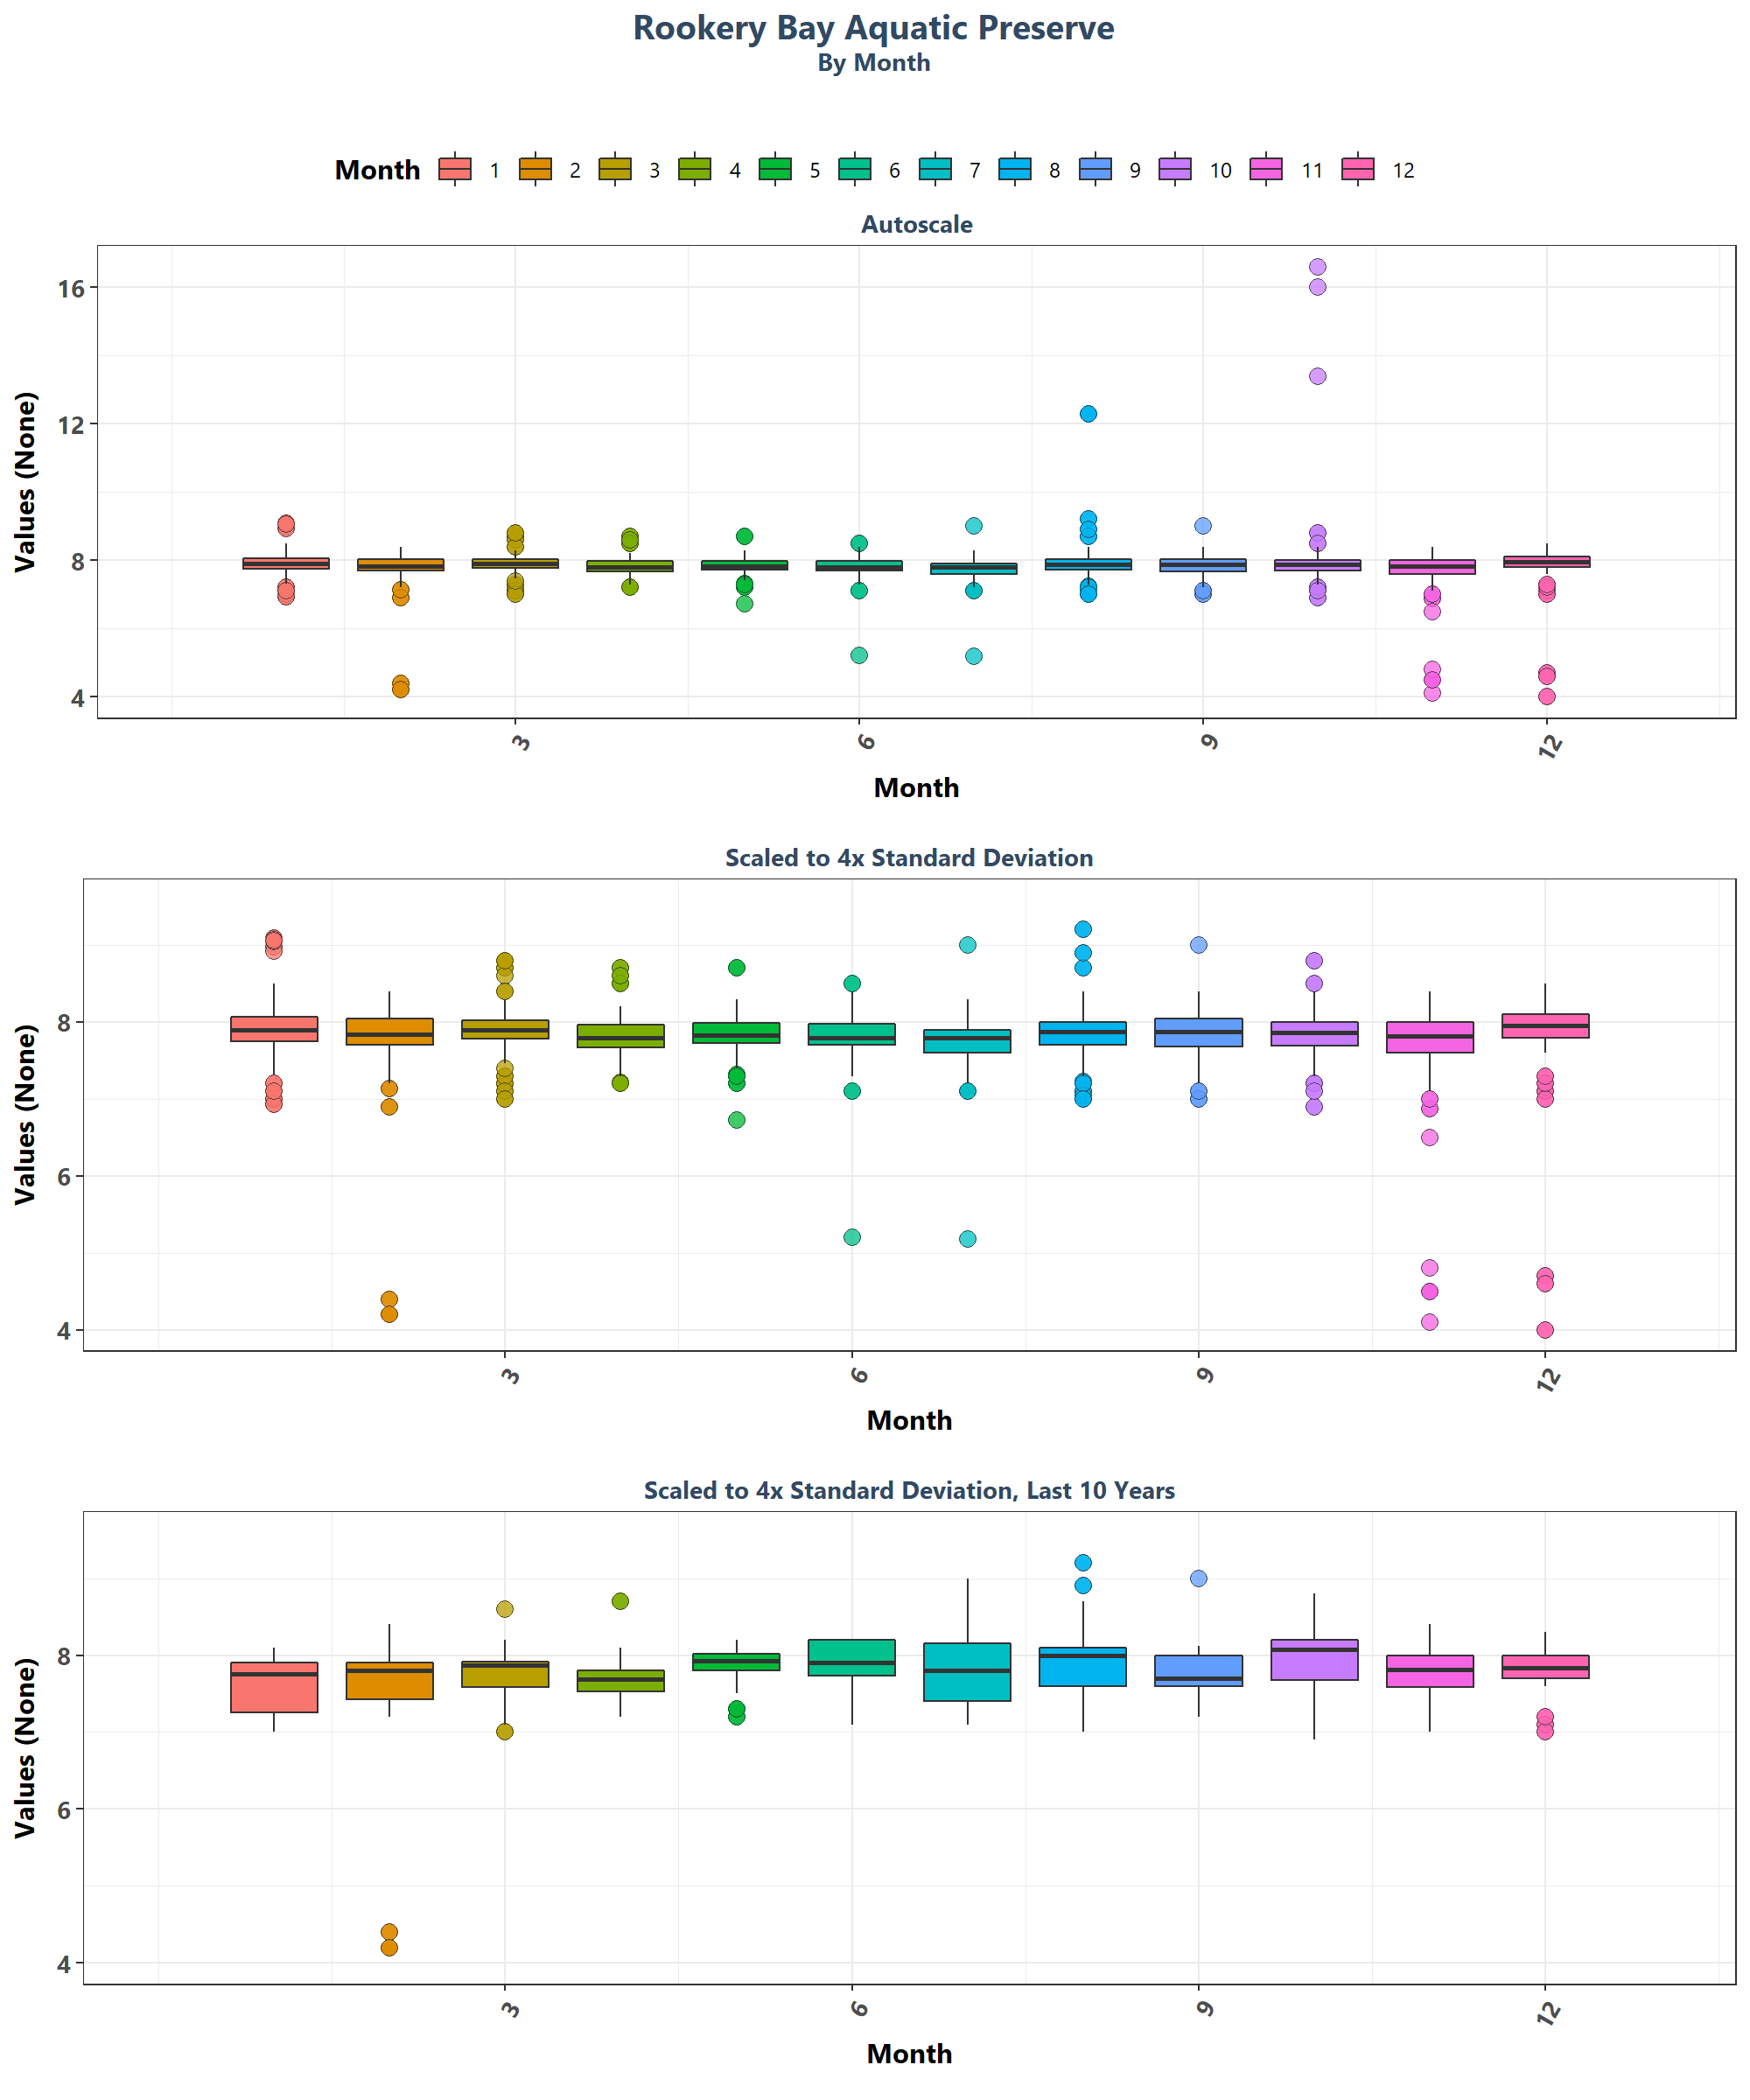 Rookery Bay Aquatic Preserve
By Month
Month 1 2 3 4 5 6 7 8 9 10 11 12
Autoscale
Values (None)
16
12
8
4
3 6 9 12
Month
Scaled to 4x Standard Deviation
Values (None)
8
6
4
3 6 9 12
Month
Scaled to 4x Standard Deviation, Last 10 Years
Values (None)
8
6
4
3 6 9 12
Month